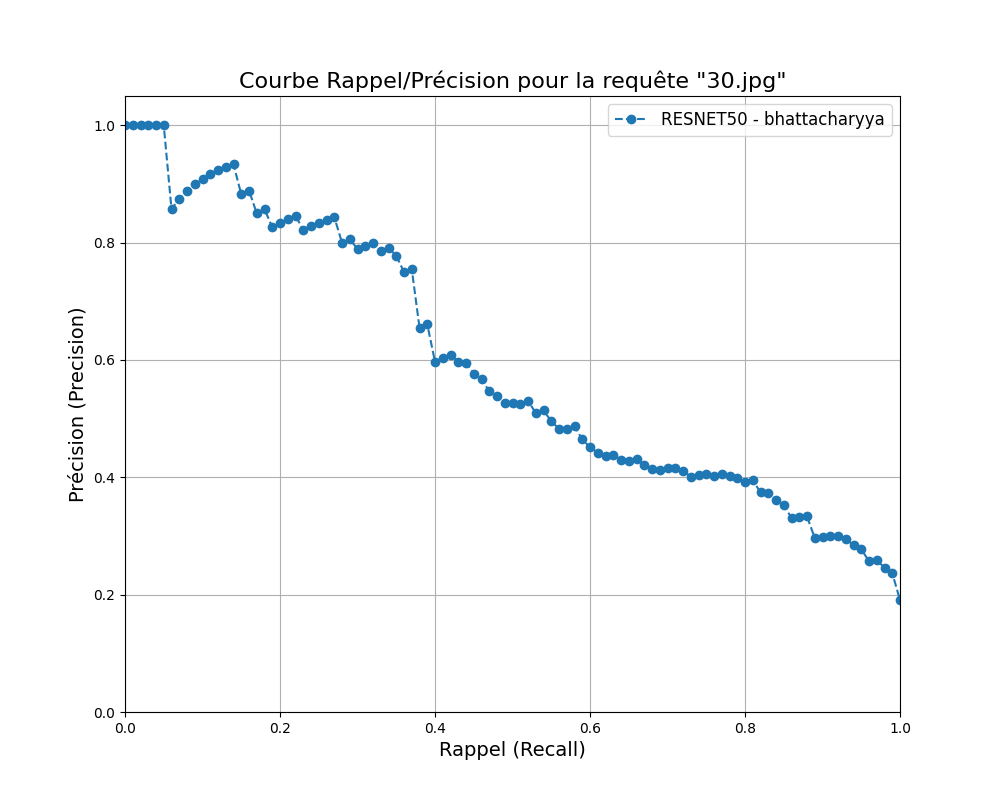 Courbe Rappel/Précision pour la requête "30.jpg"
RESNET50 - bhattacharyya
Précision (Precision)
1.0
0.8
0.6
0.4
0.2
0.0
0.0 0.2 0.4 0.6 0.8 1.0
Rappel (Recall)